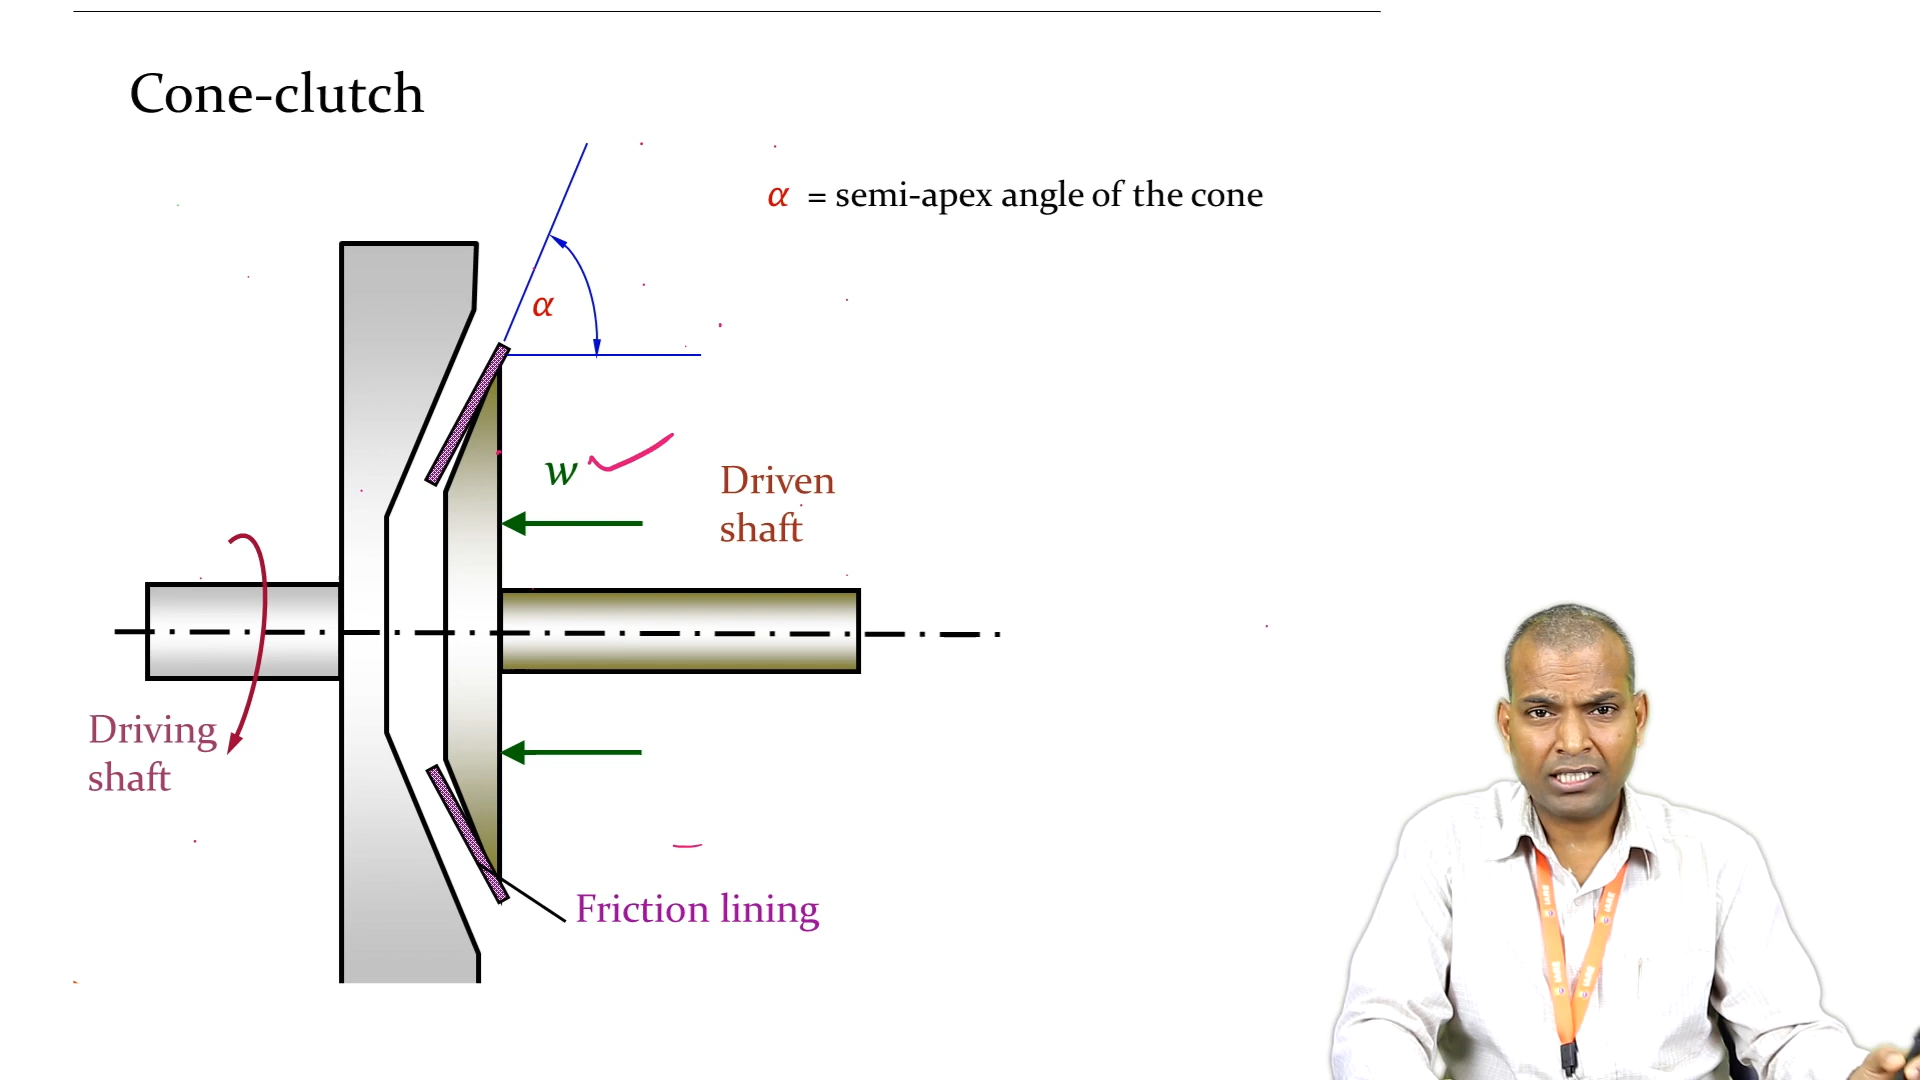 Cone-clutch
α = semi-apex angle of the cone
α
w
Driven
shaft
Driving
shaft
Friction lining